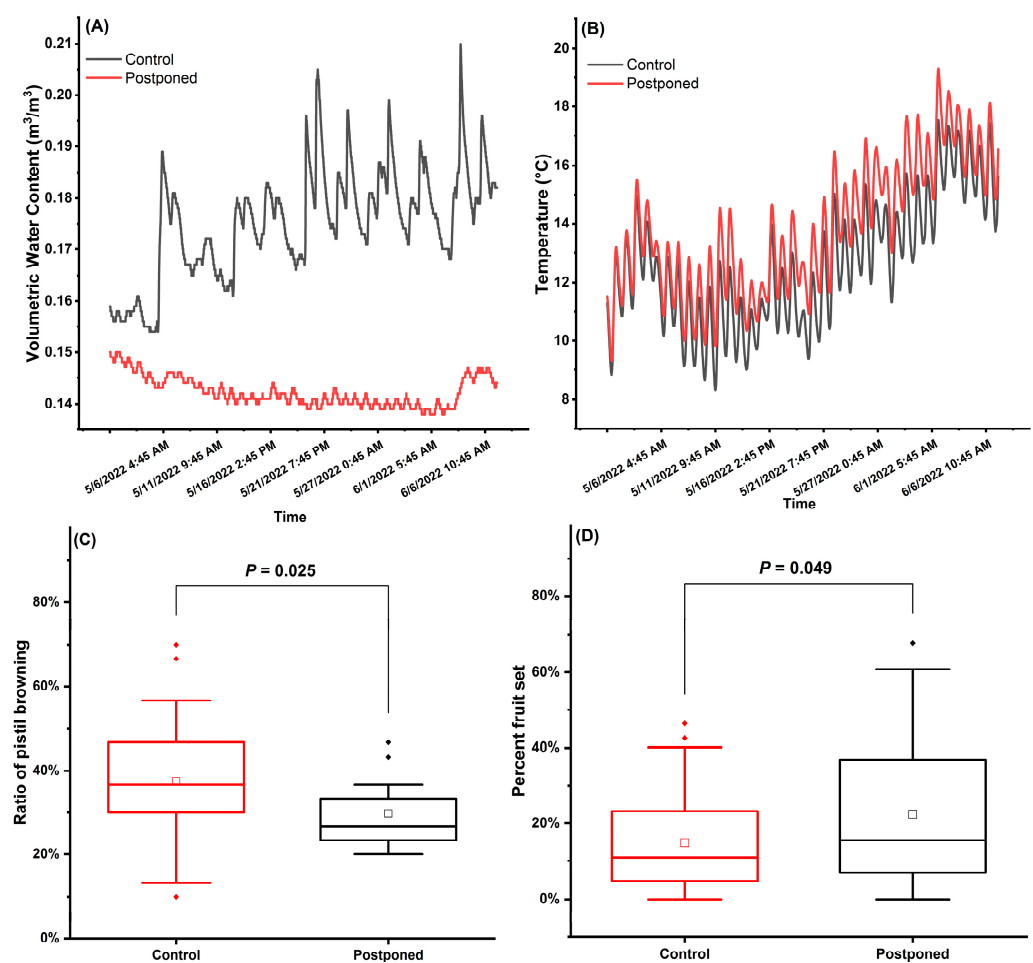 (A)
Control
Postponed
0.21
0.20
0.19
0.18
0.17
0.16
0.15
0.14
Volumetric Water Content (m³/m³)
5/6/2022 4:45 AM
5/11/2022 9:45 AM
5/16/2022 2:45 PM
5/21/2022 7:45 PM
5/27/2022 0:45 AM
6/1/2022 5:45 AM
6/6/2022 10:45 AM
Time
(B)
Control
Postponed
20
18
16
14
12
10
8
Temperature (°C)
5/6/2022 4:45 AM
5/11/2022 9:45 AM
5/16/2022 2:45 PM
5/21/2022 7:45 PM
5/27/2022 0:45 AM
6/1/2022 5:45 AM
6/6/2022 10:45 AM
Time
(C)
P = 0.025
80%
60%
40%
20%
0%
Ratio of pistil browning
Control
Postponed
(D)
P = 0.049
80%
60%
40%
20%
0%
Percent fruit set
Control
Postponed